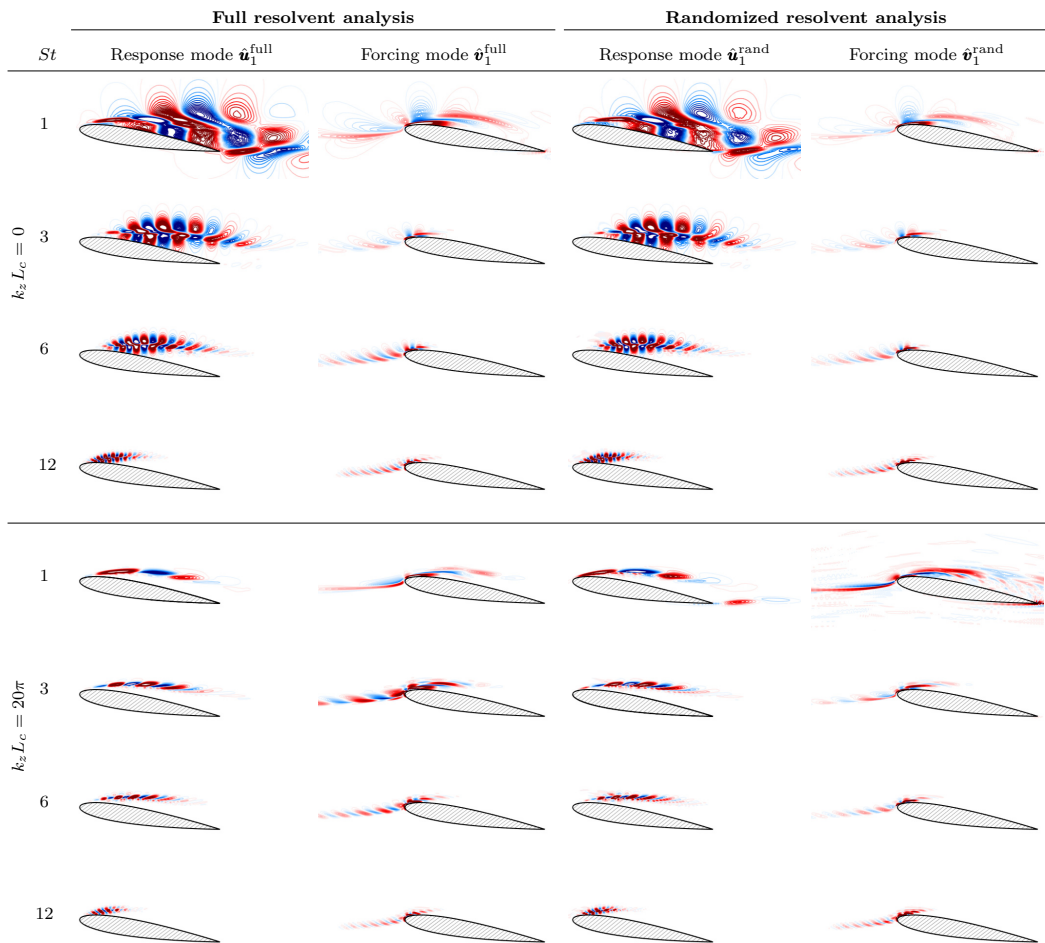 Full resolvent analysis Randomized resolvent analysis
St Response mode û₁^full Forcing mode v̂₁^full Response mode û₁^rand Forcing mode v̂₁^rand
k_z L_c = 0
1
3
6
12
k_z L_c = 20π
1
3
6
12